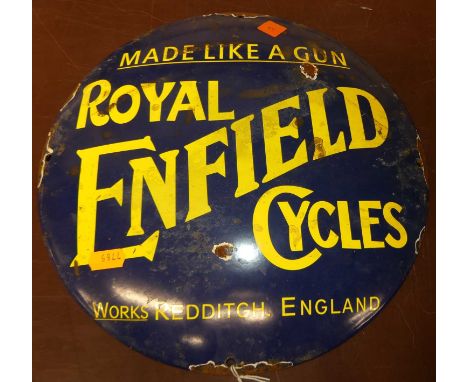 MADE LIKE A GUN
ROYAL
ENFIELD
CYCLES
WORKS REDDITCH, ENGLAND